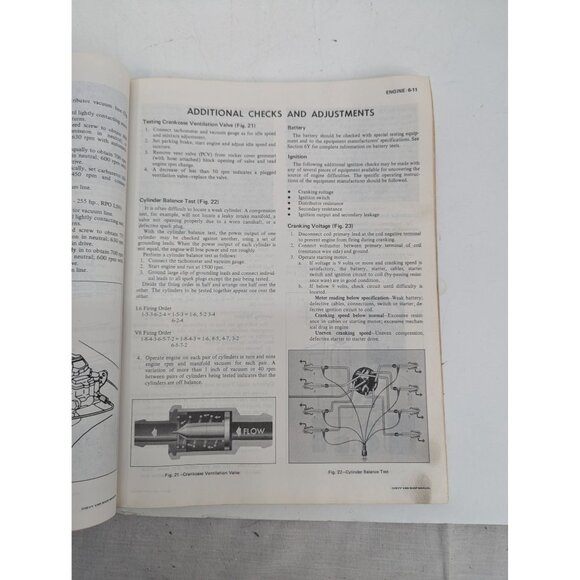 ributor vacuum
lightly contacting
630 rpm with
RPO L
vacuum line.
vacuum line
ENGINE 6-11
ADDITIONAL CHECKS AND ADJUSTMENTS
Testing Crankcase Ventilation Valve (Fig. 21)
1. Connect tachometer and vacuum gauge as for idle speed
and mixture adjustment.
2. Set parking brake, start engine and adjust idle speed and
mixture.
3. Remove vent valve (PCV) from rocker cover grommet
(with hose attached) block opening of valve and read
engine rpm change.
4. A decrease of less than 50 rpm indicates a plugged
ventilation valve-replace the valve.
Cylinder Balance Test (Fig. 22)
It is often difficult to locate a weak cylinder. A compression
test, for example, will not locate a leaky intake manifold, a
valve not opening properly due to a worn camshaft, or a
defective spark plug.
With the cylinder balance test, the power output of one
cylinder may be checked against another, using a set of
grounding leads. When the power output of each cylinder is
not equal, the engine will lose power and run roughly.
Perform a cylinder balance test as follows:
1. Connect the tachometer and vacuum gauge.
2. Start engine and run at 1500 rpm.
3. Ground large clip of grounding leads and connect individ-
ual leads to all spark plugs except the pair being tested.
Divide the firing order in half and arrange one half over the
other. The cylinders to be tested together appear one over the
other.
L6 Firing Order
1-5-3-6-2-4 = 1-5-3 = 1-6, 5-2 3-4
6-2-4
V8 Firing Order
1-8-4-3-6-5-7-2 = 1-8-4-3 = 1-6, 8-5, 4-7, 3-2
6-5-7-2
4. Operate engine on each pair of cylinders in turn and note
engine rpm and manifold vacuum for each pair. A
variation of more than 1 inch of vacuum or 40 rpm
between pairs of cylinders being tested indicates that the
cylinders are off balance.
FLOW
Fig. 21-Crankcase Ventilation Valve
Battery
The battery should be checked with special testing equip-
ment and to the equipment manufacturers' specifications. See
Section 6Y for complete information on battery tests.
Ignition
The following additional ignition checks may be made with
any of several pieces of equipment available for uncovering the
source of engine difficulties. The specific operating instruc-
tions of the equipment manufacturer should be followed.
● Cranking voltage
● Ignition switch
● Distributor resistance
● Secondary resistance
● Ignition output and secondary leakage
Cranking Voltage (Fig. 23)
1. Disconnect coil primary lead at the coil negative terminal
to prevent engine from firing during cranking.
2. Connect voltmeter between primary terminal of coil
(resistance wire side) and ground.
3. Operate starting motor.
a. If voltage is 9 volts or more and cranking speed is
satisfactory, the battery, starter, cables, starter
switch and ignition circuit to coil (by-passing resist-
ance wire) are in good condition.
b. If below 9 volts, check circuit until difficulty is
located.
Meter reading below specification-Weak battery;
defective cables, connections, switch or starter, de-
fective ignition circuit to coil.
Cranking speed below normal-Excessive resist-
ance in cables or starting motor; excessive mechani-
cal drag in engine.
Uneven cranking speed-Uneven compression,
defective starter to starter drive.
Fig. 22-Cylinder Balance Test